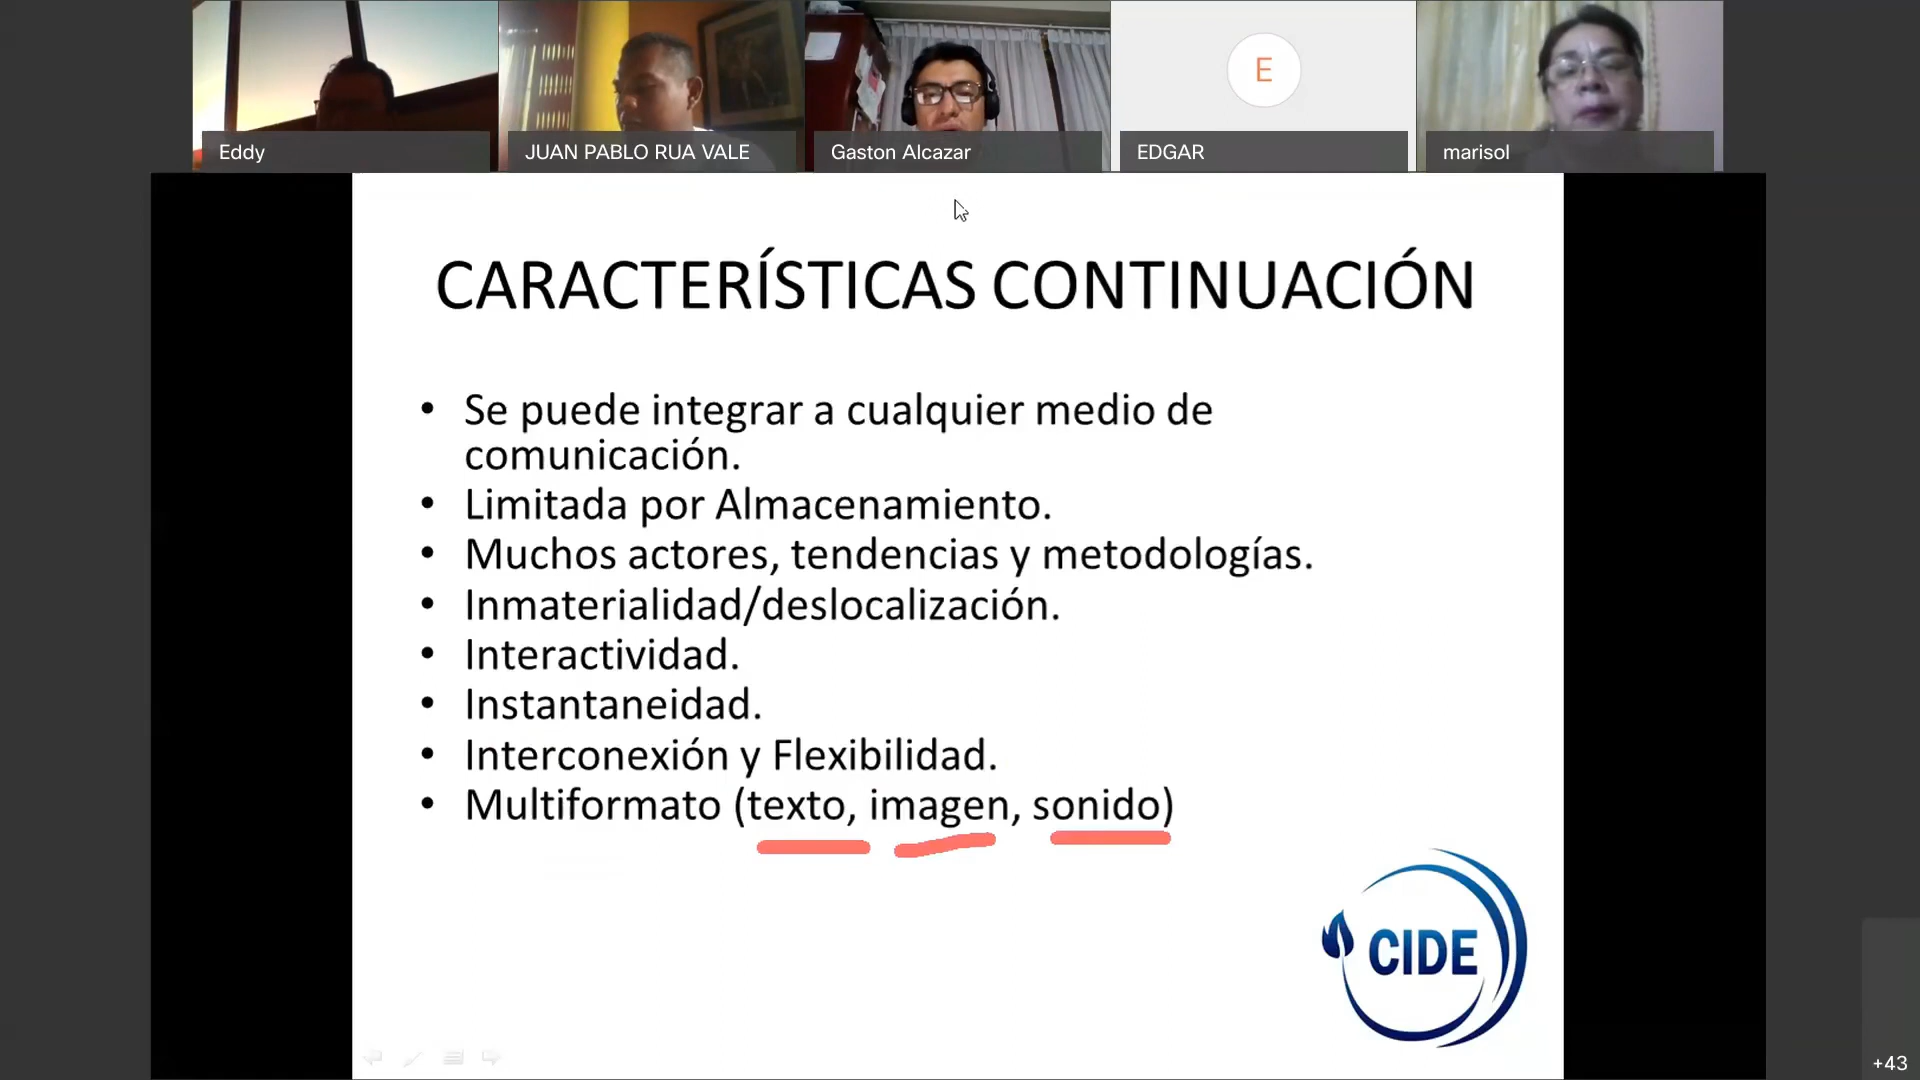 Eddy
JUAN PABLO RUA VALE
Gaston Alcazar
E
EDGAR
marisol
CARACTERÍSTICAS CONTINUACIÓN
• Se puede integrar a cualquier medio de
comunicación.
• Limitada por Almacenamiento.
• Muchos actores, tendencias y metodologías.
• Inmaterialidad/deslocalización.
• Interactividad.
• Instantaneidad.
• Interconexión y Flexibilidad.
• Multiformato (texto, imagen, sonido)
CIDE
+43